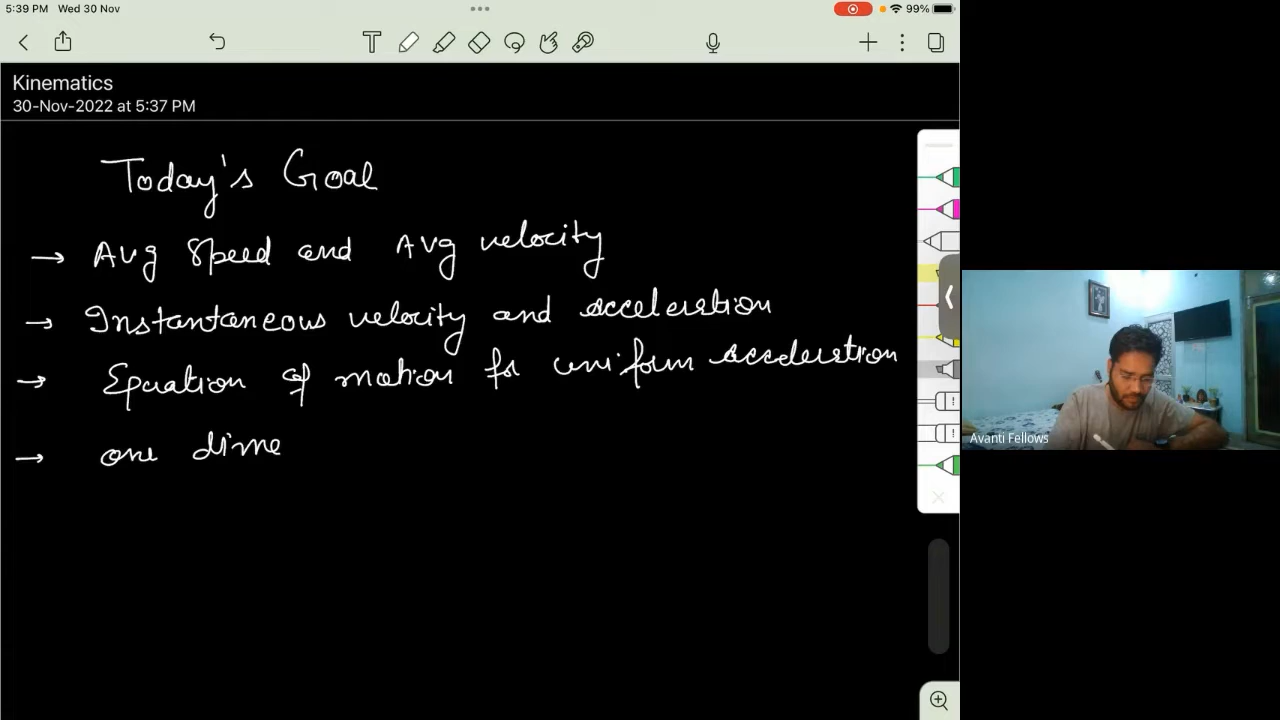 5:39 PM Wed 30 Nov
99%
T
Kinematics
30-Nov-2022 at 5:37 PM
Today's Goal
→ Avg Speed and Avg velocity
→ Instantaneous velocity and acceleration
→ Equation of motion for uniform acceleration
→ one dime
Avanti Fellows